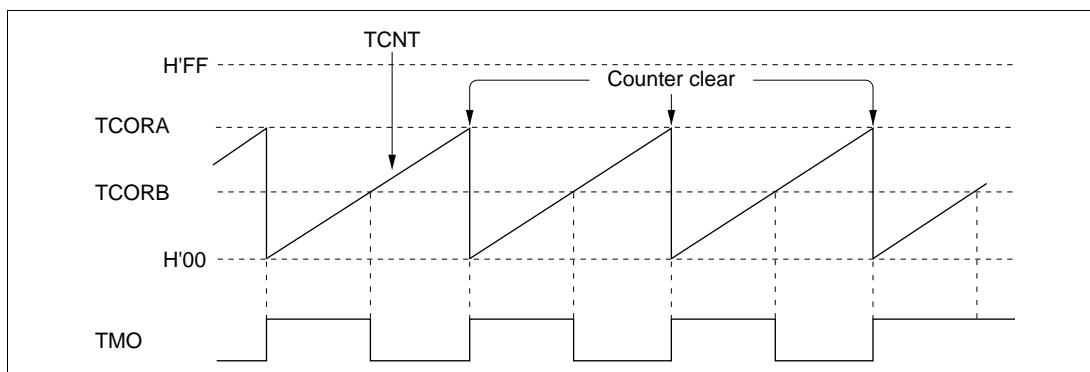 TCNT
H'FF
Counter clear
TCORA
TCORB
H'00
TMO